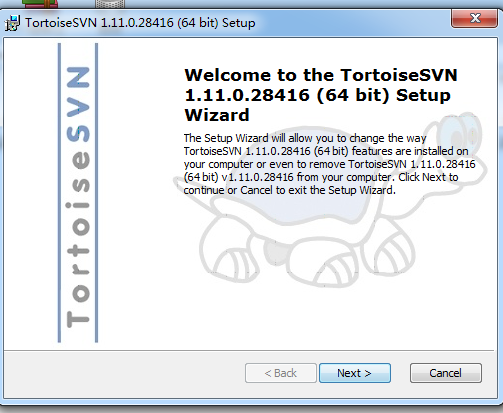 TortoiseSVN 1.11.0.28416 (64 bit) Setup
TortoiseSVN
Welcome to the TortoiseSVN
1.11.0.28416 (64 bit) Setup
Wizard
The Setup Wizard will allow you to change the way
TortoiseSVN 1.11.0.28416 (64 bit) features are installed on
your computer or even to remove TortoiseSVN 1.11.0.28416
(64 bit) v1.11.0.28416 from your computer. Click Next to
continue or Cancel to exit the Setup Wizard.
< Back
Next >
Cancel